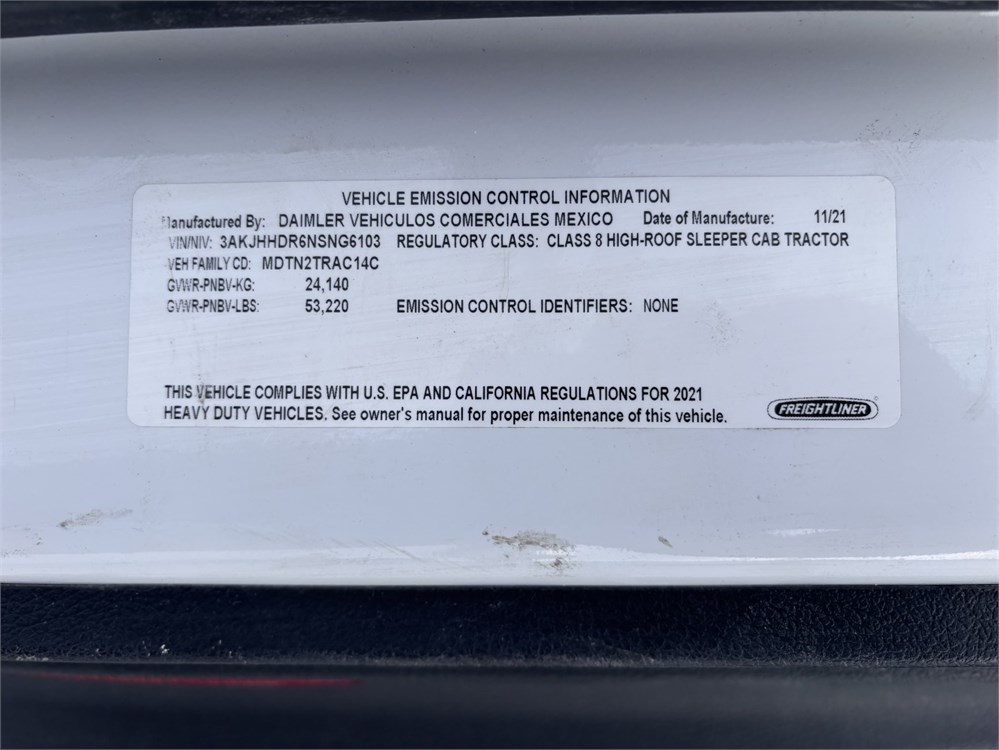 VEHICLE EMISSION CONTROL INFORMATION
Manufactured By: DAIMLER VEHICULOS COMERCIALES MEXICO Date of Manufacture: 11/21
VIN/NIV: 3AKJHHDR6NSNG6103 REGULATORY CLASS: CLASS 8 HIGH-ROOF SLEEPER CAB TRACTOR
VEH FAMILY CD: MDTN2TRAC14C
GVWR-PNBV-KG: 24,140
GVWR-PNBV-LBS: 53,220 EMISSION CONTROL IDENTIFIERS: NONE
THIS VEHICLE COMPLIES WITH U.S. EPA AND CALIFORNIA REGULATIONS FOR 2021
HEAVY DUTY VEHICLES. See owner's manual for proper maintenance of this vehicle.
FREIGHTLINER